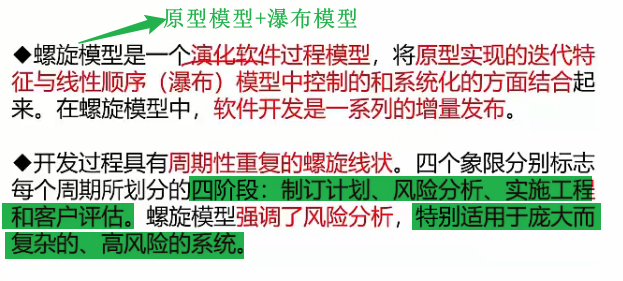 原型模型+瀑布模型
◆螺旋模型是一个演化软件过程模型，将原型实现的迭代特
征与线性顺序（瀑布）模型中控制的和系统化的方面结合起
来。在螺旋模型中，软件开发是一系列的增量发布。
◆开发过程具有周期性重复的螺旋线状。四个象限分别标志
每个周期所划分的四阶段：制订计划、风险分析、实施工程
和客户评估。螺旋模型强调了风险分析，特别适用于庞大而
复杂的、高风险的系统。